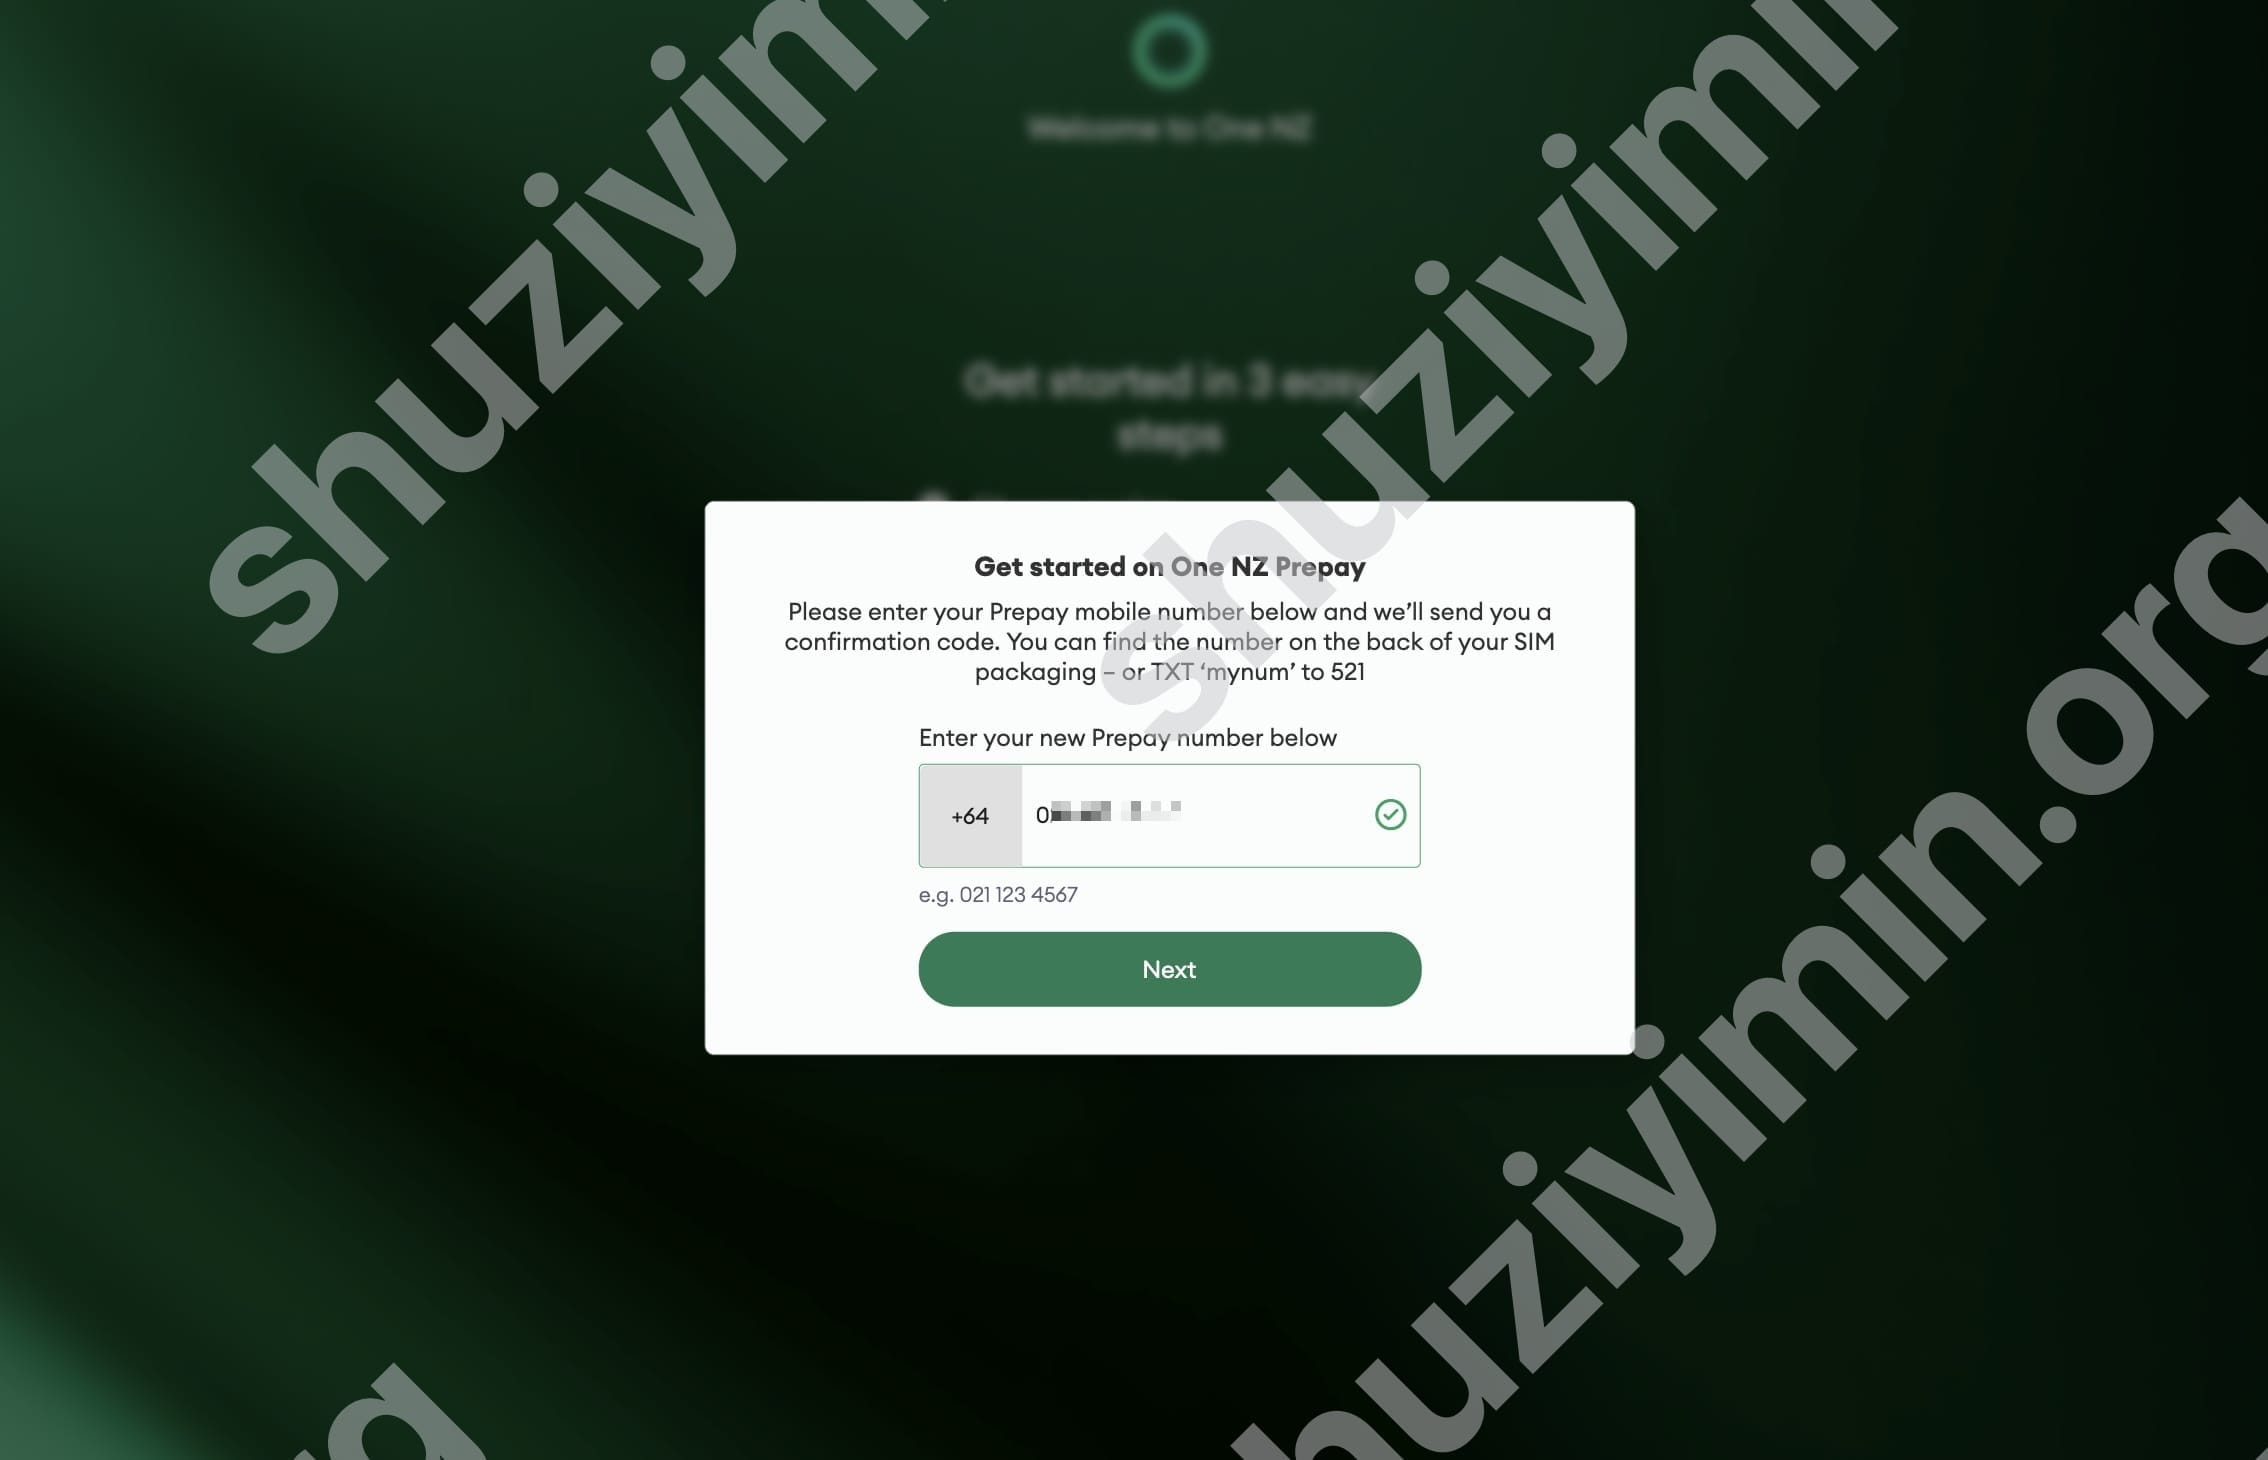 Welcome to One NZ
Get started in 3 easy
steps
Get started on One NZ Prepay
Please enter your Prepay mobile number below and we’ll send you a
confirmation code. You can find the number on the back of your SIM
packaging – or TXT ‘mynum’ to 521
Enter your new Prepay number below
+64
0
e.g. 021 123 4567
Next
shuziyimin
shuziyimin
shuziyimin.org